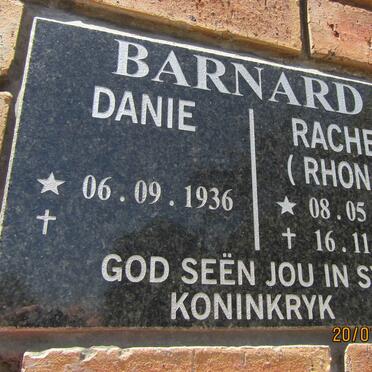 BARNARD
DANIE
☆ 06.09.1936
✝
RACHE
(RHON
☆ 08.05
✝ 16.11
GOD SEËN JOU IN S
KONINKRYK
20/0